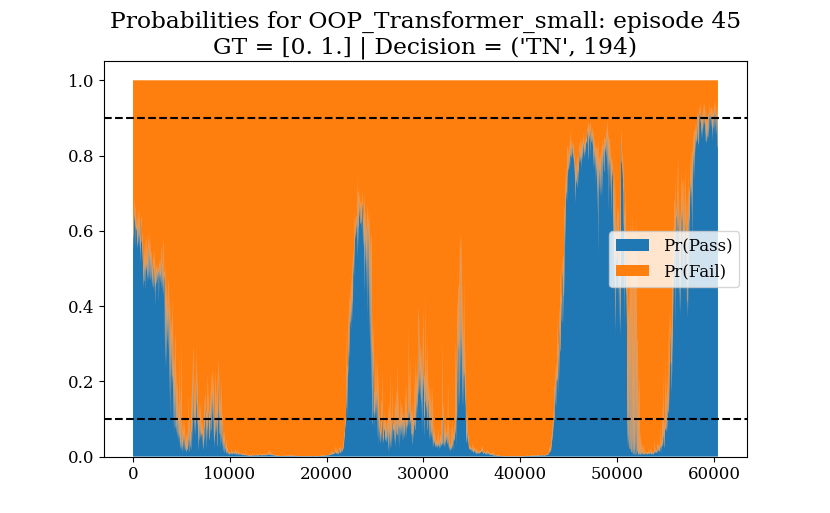 Probabilities for OOP_Transformer_small: episode 45
GT = [0. 1.] | Decision = ('TN', 194)
1.0
0.8
0.6
0.4
0.2
0.0
Pr(Pass)
Pr(Fail)
0 10000 20000 30000 40000 50000 60000